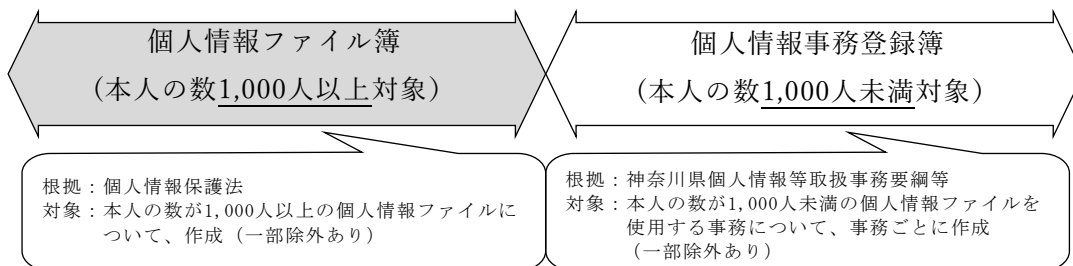 個人情報ファイル簿
（本人の数1,000人以上対象）
個人情報事務登録簿
（本人の数1,000人未満対象）
根拠：個人情報保護法
対象：本人の数が1,000人以上の個人情報ファイルに
ついて、作成（一部除外あり）
根拠：神奈川県個人情報等取扱事務要綱等
対象：本人の数が1,000人未満の個人情報ファイルを
使用する事務について、事務ごとに作成
（一部除外あり）